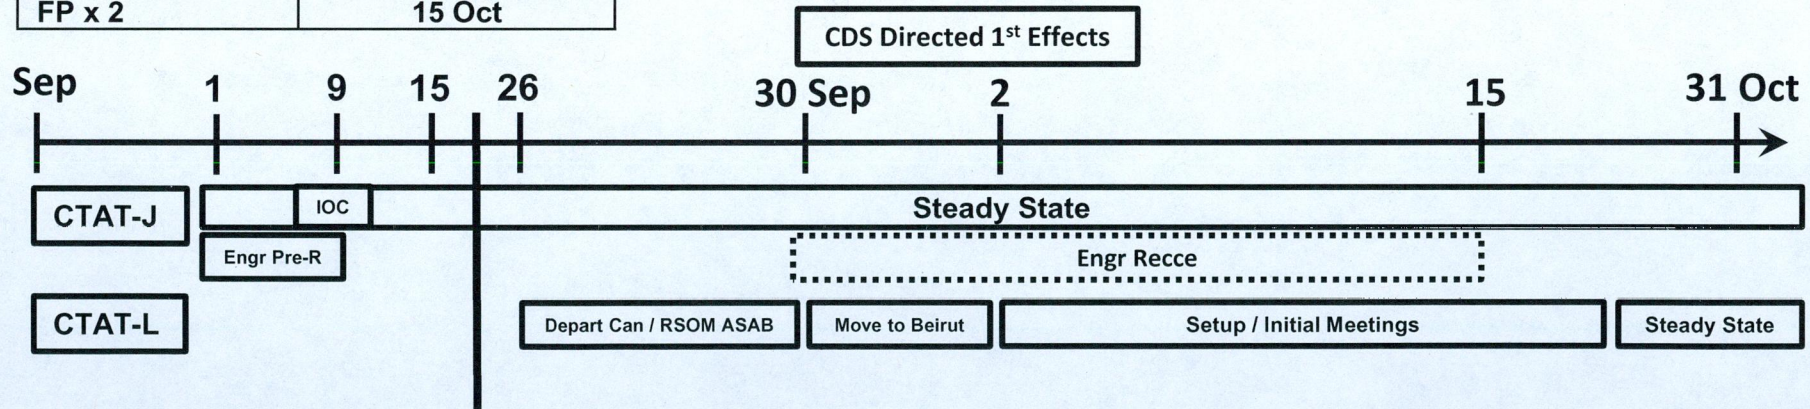 FP x 2 15 Oct
CDS Directed 1st Effects
Sep 1 9 15 26 30 Sep 2 15 31 Oct
CTAT-J IOC Steady State
Engr Pre-R Engr Recce
CTAT-L Depart Can / RSOM ASAB Move to Beirut Setup / Initial Meetings Steady State